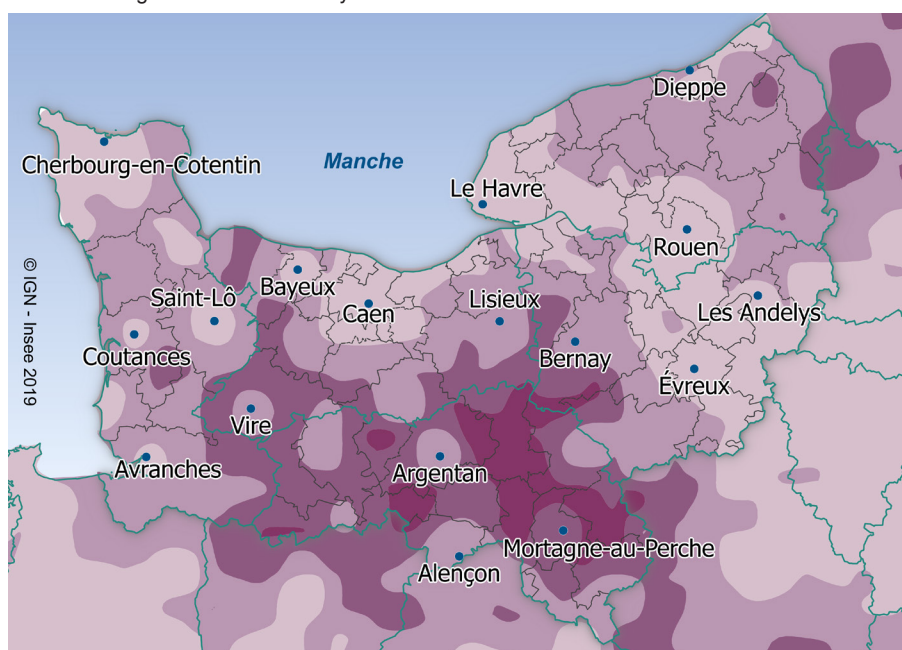 Dieppe
Cherbourg-en-Cotentin
Manche
Le Havre
Rouen
© IGN - Insee 2019
Bayeux
Saint-Lô
Caen
Lisieux
Les Andelys
Coutances
Bernay
Évreux
Vire
Avranches
Argentan
Mortagne-au-Perche
Alençon